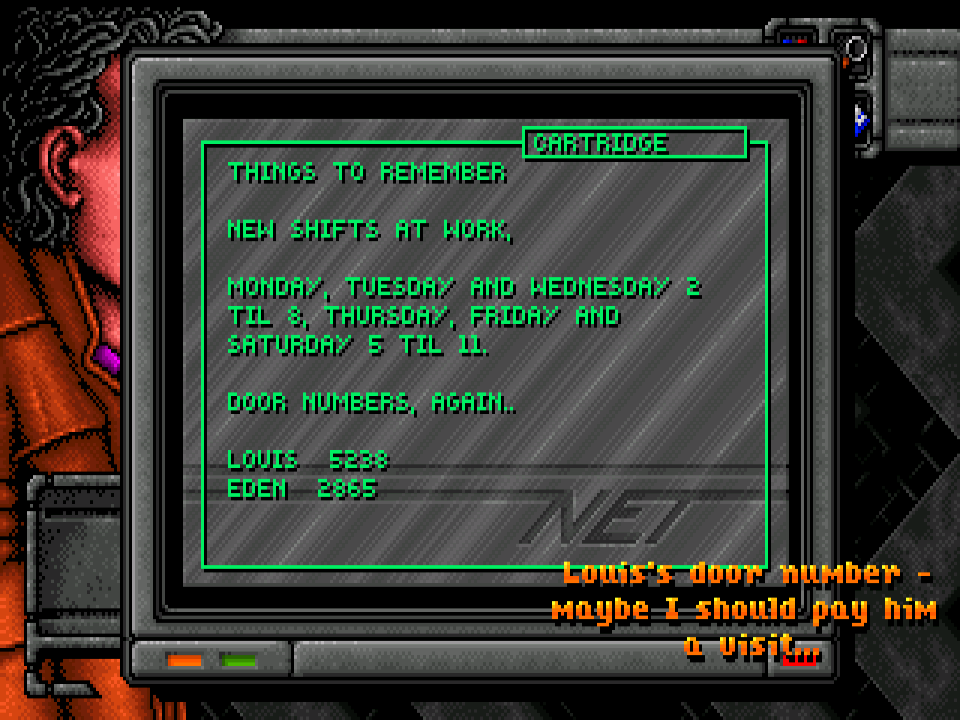 CARTRIDGE
THINGS TO REMEMBER
NEW SHIFTS AT WORK,
MONDAY, TUESDAY AND WEDNESDAY 2
TIL 8, THURSDAY, FRIDAY AND
SATURDAY 5 TIL 11.
DOOR NUMBERS, AGAIN..
LOUIS 5238
EDEN 2865
NET
Louis's door number -
maybe I should pay him
a visit...